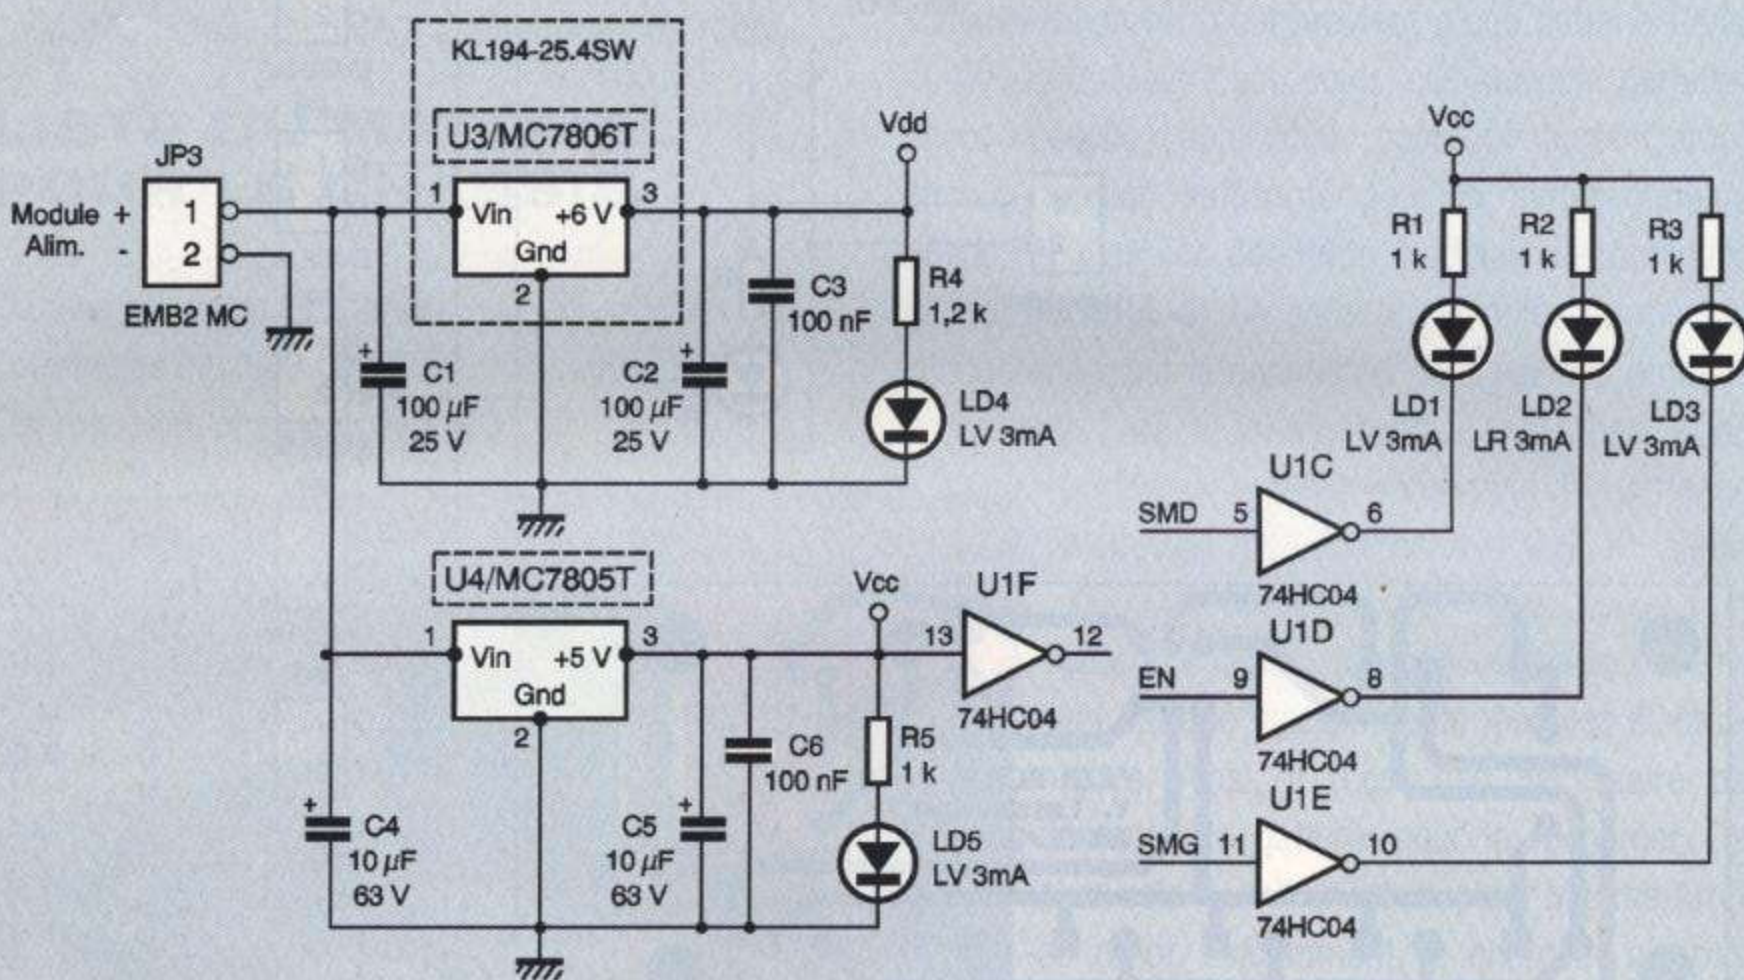 KL194-25.4SW
U3/MC7806T
JP3
Module +
Alim. -
1
2
EMB2 MC
1
Vin
+6 V
3
Gnd
2
C1
100 µF
25 V
+
C2
100 µF
25 V
+
C3
100 nF
Vdd
R4
1,2 k
LD4
LV 3mA
U4/MC7805T
1
Vin
+5 V
3
Gnd
2
C4
10 µF
63 V
+
C5
10 µF
63 V
+
C6
100 nF
Vcc
R5
1 k
LD5
LV 3mA
U1F
13
12
74HC04
Vcc
R1
1 k
R2
1 k
R3
1 k
LD1
LV 3mA
LD2
LR 3mA
LD3
LV 3mA
U1C
SMD
5
6
74HC04
U1D
EN
9
8
74HC04
U1E
SMG
11
10
74HC04